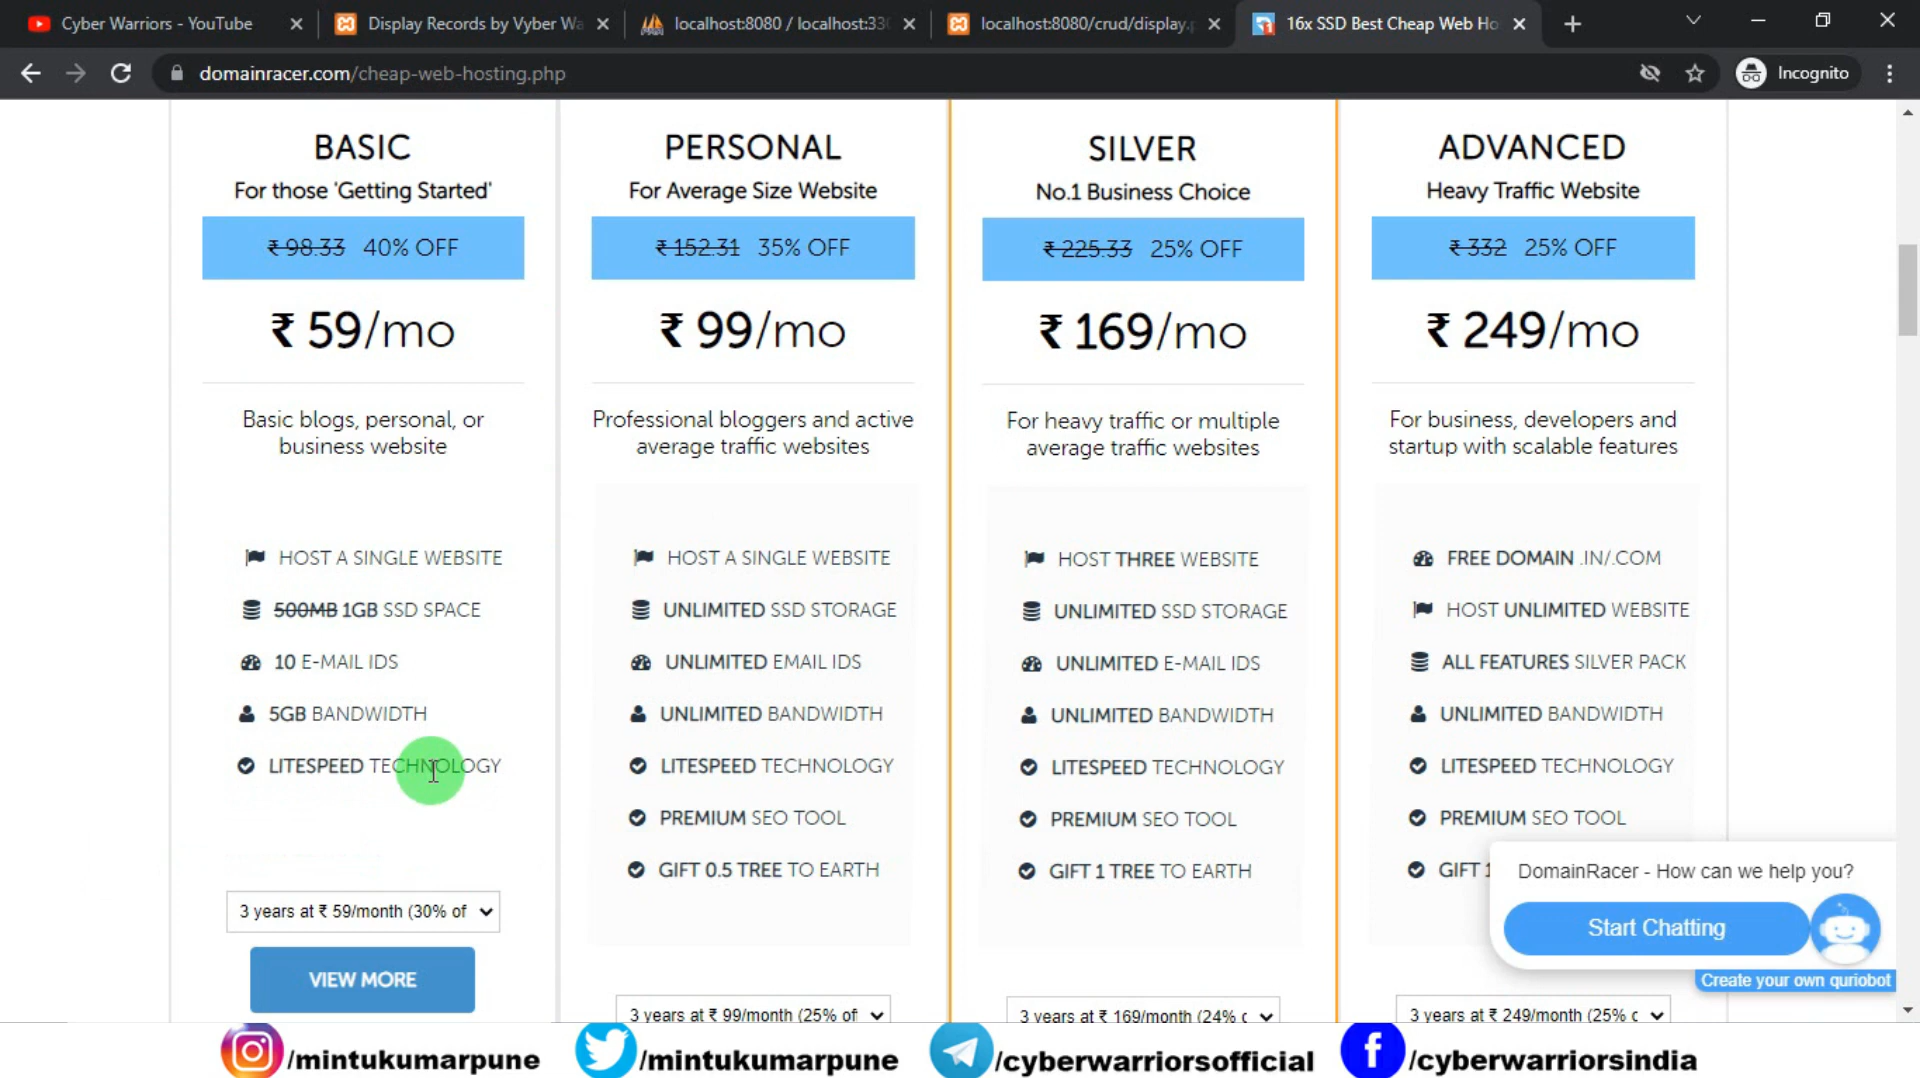 Cyber Warriors - YouTube
Display Records by Vyber Wa
localhost:8080 / localhost:330
localhost:8080/crud/display.p
16x SSD Best Cheap Web Ho
domainracer.com/cheap-web-hosting.php
Incognito
BASIC
For those 'Getting Started'
₹ 98.33 40% OFF
₹ 59/mo
Basic blogs, personal, or
business website
HOST A SINGLE WEBSITE
500MB 1GB SSD SPACE
10 E-MAIL IDS
5GB BANDWIDTH
LITESPEED TECHNOLOGY
3 years at ₹ 59/month (30% of
VIEW MORE
PERSONAL
For Average Size Website
₹ 152.31 35% OFF
₹ 99/mo
Professional bloggers and active
average traffic websites
HOST A SINGLE WEBSITE
UNLIMITED SSD STORAGE
UNLIMITED EMAIL IDS
UNLIMITED BANDWIDTH
LITESPEED TECHNOLOGY
PREMIUM SEO TOOL
GIFT 0.5 TREE TO EARTH
3 years at ₹ 99/month (25% of
SILVER
No.1 Business Choice
₹ 225.33 25% OFF
₹ 169/mo
For heavy traffic or multiple
average traffic websites
HOST THREE WEBSITE
UNLIMITED SSD STORAGE
UNLIMITED E-MAIL IDS
UNLIMITED BANDWIDTH
LITESPEED TECHNOLOGY
PREMIUM SEO TOOL
GIFT 1 TREE TO EARTH
3 years at ₹ 169/month (24% c
ADVANCED
Heavy Traffic Website
₹ 332 25% OFF
₹ 249/mo
For business, developers and
startup with scalable features
FREE DOMAIN .IN/.COM
HOST UNLIMITED WEBSITE
ALL FEATURES SILVER PACK
UNLIMITED BANDWIDTH
LITESPEED TECHNOLOGY
PREMIUM SEO TOOL
GIFT 1
3 years at ₹ 249/month (25% c
DomainRacer - How can we help you?
Start Chatting
Create your own quriobot
/mintukumarpune
/mintukumarpune
/cyberwarriorsofficial
/cyberwarriorsindia